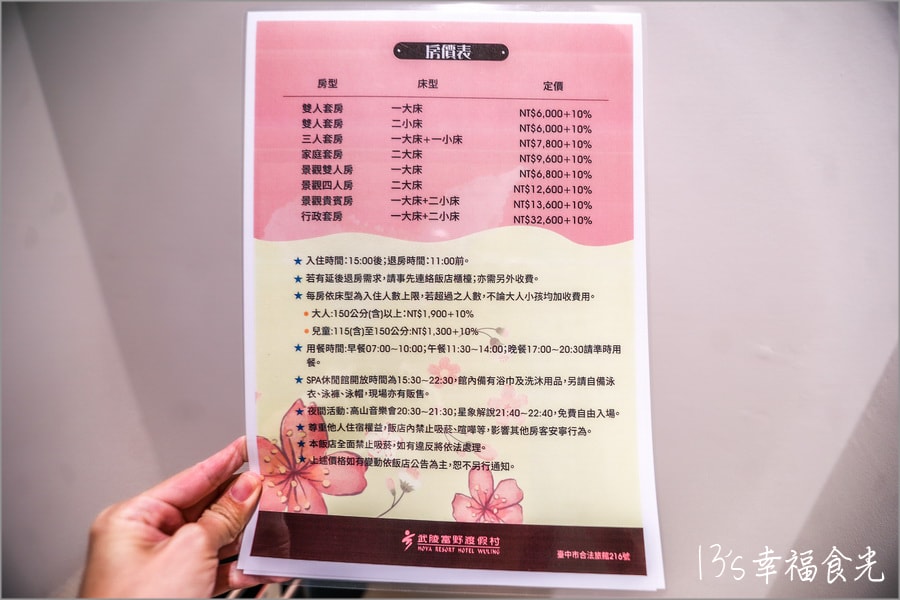 房價表
房型 床型 定價
雙人套房 一大床 NT$6,000+10%
雙人套房 二小床 NT$6,000+10%
三人套房 一大床+一小床 NT$7,800+10%
家庭套房 二大床 NT$9,600+10%
景觀雙人房 一大床 NT$6,800+10%
景觀四人房 二大床 NT$12,600+10%
景觀貴賓房 一大床+二小床 NT$13,600+10%
行政套房 一大床+二小床 NT$32,600+10%
★ 入住時間:15:00後;退房時間:11:00前。
★ 若有延後退房需求,請事先連絡飯店櫃檯;亦需另外收費。
★ 每房依床型為入住人數上限,若超過之人數,不論大人小孩均加收費用。
● 大人:150公分(含)以上:NT$1,900+10%
● 兒童:115(含)至150公分:NT$1,300+10%
★ 用餐時間:早餐07:00~10:00;午餐11:30~14:00;晚餐17:00~20:30請準時用
餐。
★ SPA休閒館開放時間為15:30~22:30,館內備有浴巾及洗沐用品,另請自備泳
衣、泳褲、泳帽,現場亦有販售。
★ 夜間活動:高山音樂會20:30~21:30;星象解說21:40~22:40,免費自由入場。
★ 尊重他人住宿權益,飯店內禁止吸菸、喧嘩等,影響其他房客安寧行為。
★ 本飯店全面禁止吸菸,如有違反將依法處理。
★ 上述價格如有變動依飯店公告為主,恕不另行通知。
武陵富野渡假村
HOYA RESORT HOTEL WULING
臺中市合法旅館216號
13's幸福食光